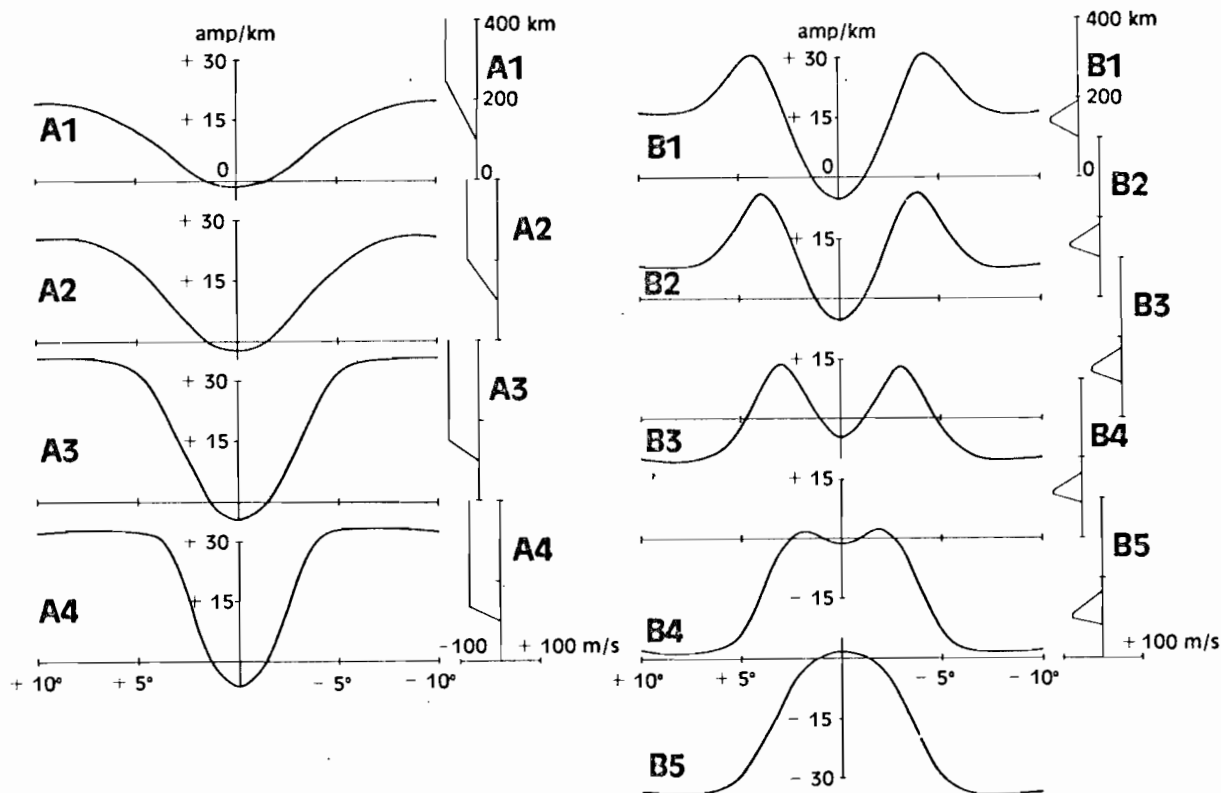 amp/km
+ 30
+ 15
0
A1
400 km
200
0
A1
+ 30
+ 15
A2
A2
+ 30
+ 15
A3
A3
+ 30
+ 15
A4
A4
-100
+ 100 m/s
+ 10°
+ 5°
- 5°
- 10°
amp/km
+ 30
+ 15
0
B1
400 km
200
0
B1
+ 15
B2
B2
+ 15
B3
B3
+ 15
- 15
B4
B4
+ 100 m/s
+ 10°
+ 5°
- 5°
- 10°
- 15
- 30
B5
B5